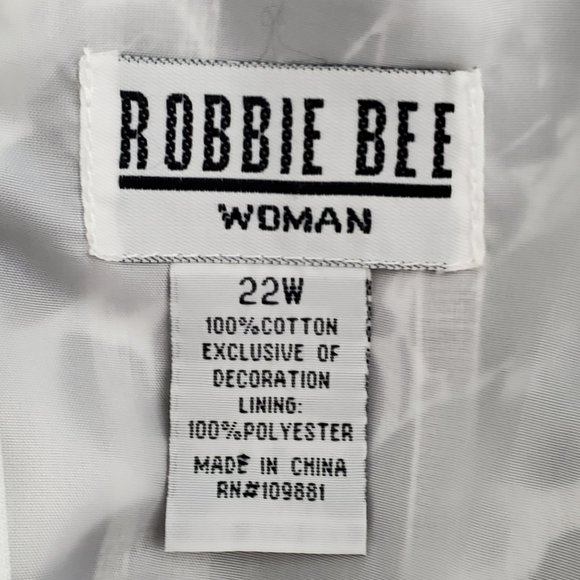 ROBBIE BEE
WOMAN
22W
100%COTTON
EXCLUSIVE OF
DECORATION
LINING:
100%POLYESTER
MADE IN CHINA
RN#109881